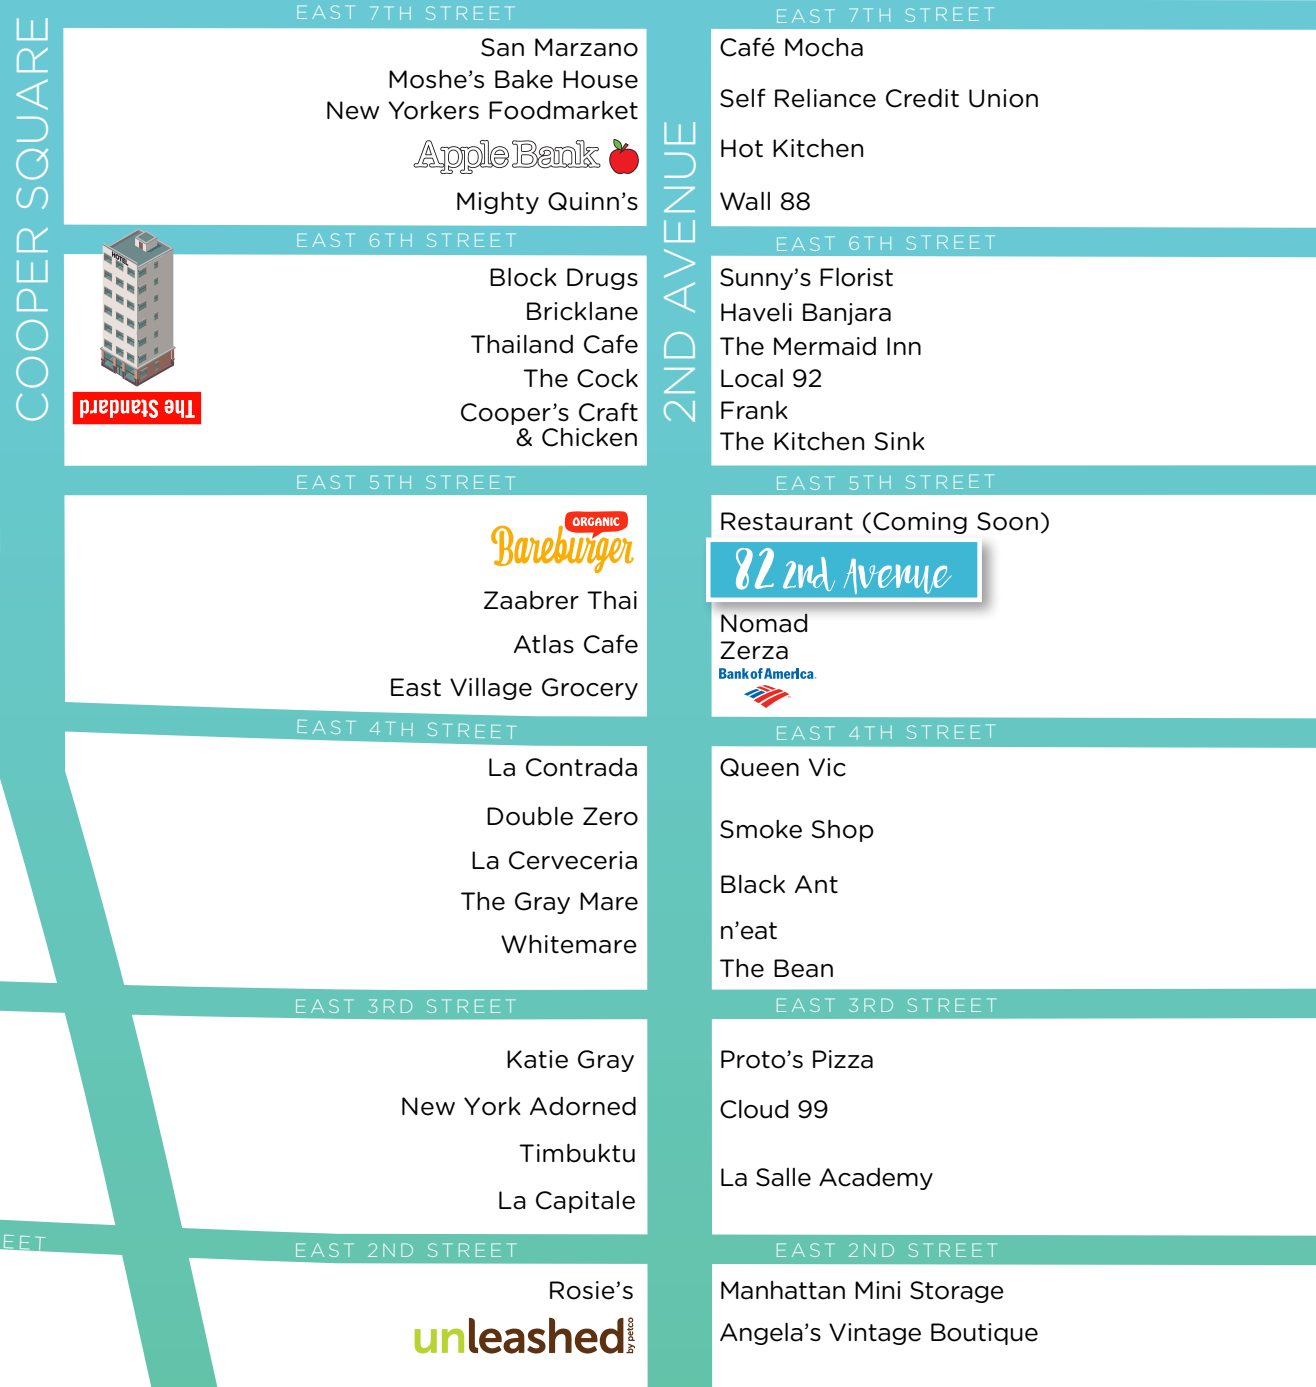 EAST 7TH STREET
EAST 7TH STREET
COOPER SQUARE
2ND AVENUE
San Marzano
Moshe's Bake House
New Yorkers Foodmarket
Apple Bank
Mighty Quinn's
Café Mocha
Self Reliance Credit Union
Hot Kitchen
Wall 88
EAST 6TH STREET
EAST 6TH STREET
HOTEL
The Standard
Block Drugs
Bricklane
Thailand Cafe
The Cock
Cooper's Craft
& Chicken
Sunny's Florist
Haveli Banjara
The Mermaid Inn
Local 92
Frank
The Kitchen Sink
EAST 5TH STREET
EAST 5TH STREET
ORGANIC
Bareburger
Zaabrer Thai
Atlas Cafe
East Village Grocery
Restaurant (Coming Soon)
82 2nd Avenue
Nomad
Zerza
Bank of America
EAST 4TH STREET
EAST 4TH STREET
La Contrada
Double Zero
La Cerveceria
The Gray Mare
Whitemare
Queen Vic
Smoke Shop
Black Ant
n'eat
The Bean
EAST 3RD STREET
EAST 3RD STREET
Katie Gray
New York Adorned
Timbuktu
La Capitale
Proto's Pizza
Cloud 99
La Salle Academy
EET
EAST 2ND STREET
EAST 2ND STREET
Rosie's
unleashed by petco
Manhattan Mini Storage
Angela's Vintage Boutique